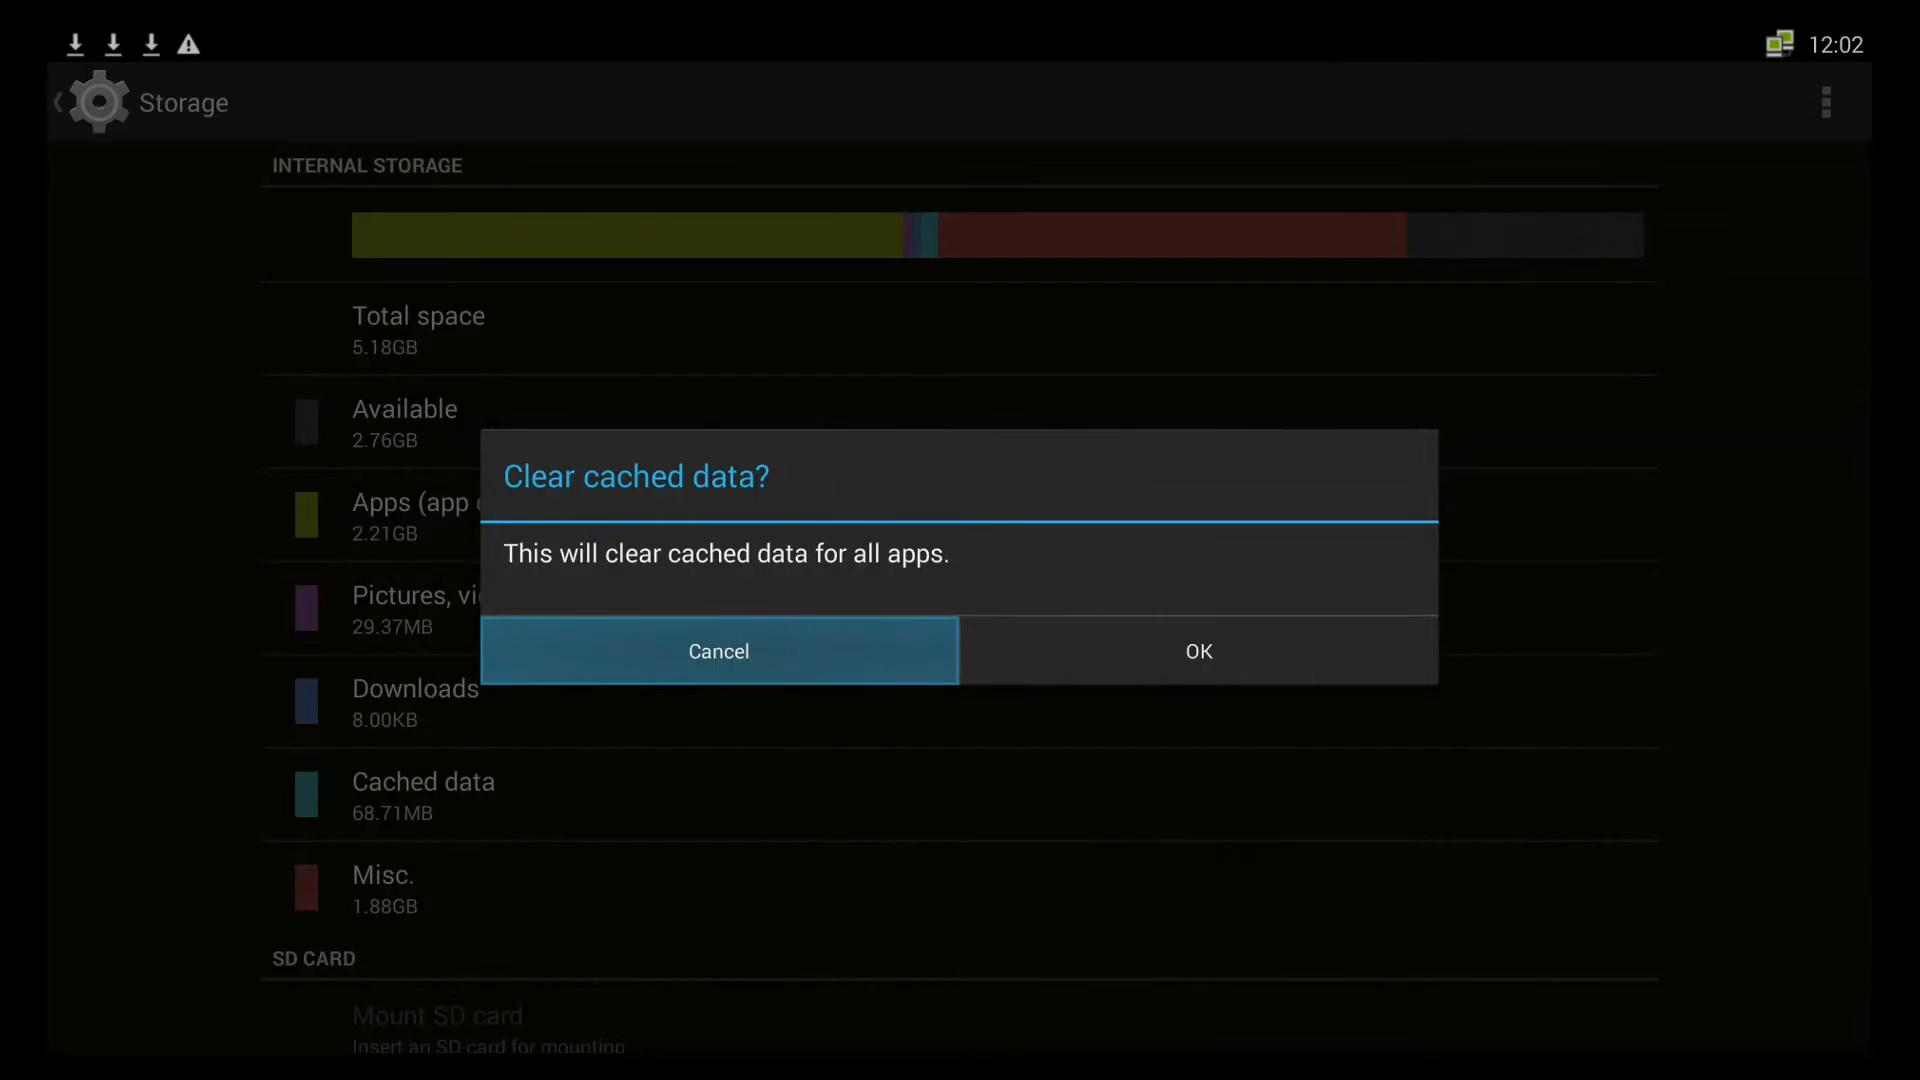 12:02
Storage
INTERNAL STORAGE
Total space
5.18GB
Available
2.76GB
Apps (app
2.21GB
Pictures,
29.37MB
Downloads
8.00KB
Cached data
68.71MB
Misc.
1.88GB
SD CARD
Mount SD card
Insert an SD card for mounting
Clear cached data?
This will clear cached data for all apps.
Cancel
OK